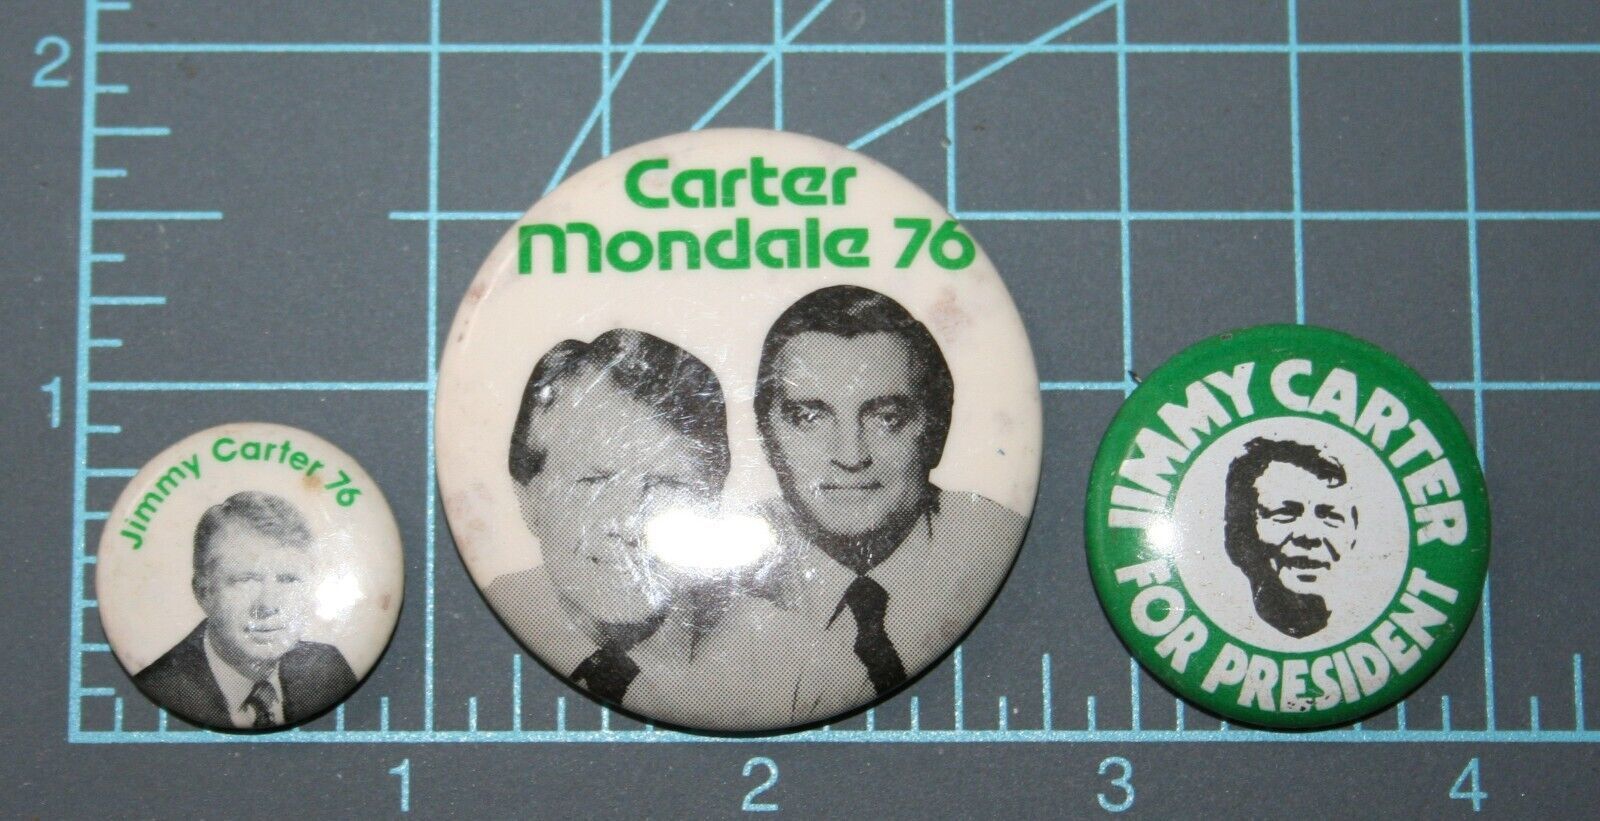 2
1
Jimmy Carter 76
Carter
Mondale 76
JIMMY CARTER
FOR PRESIDENT
1 2 3 4